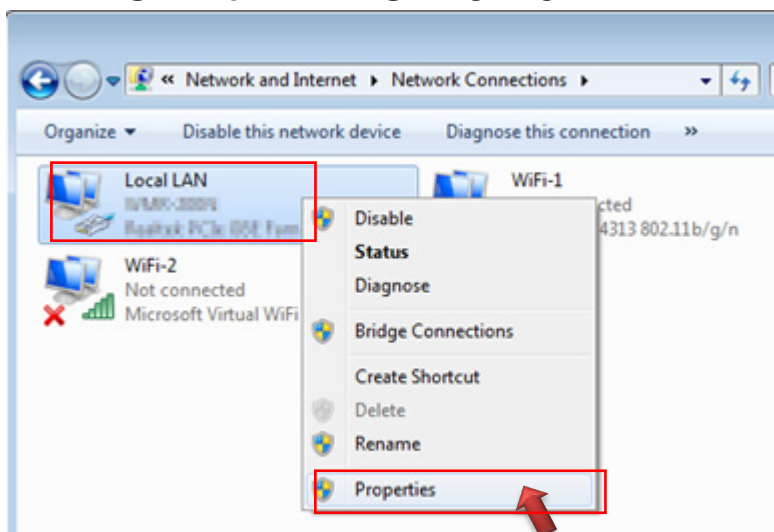 « Network and Internet ▸ Network Connections ▸
Organize ▾ Disable this network device Diagnose this connection »
Local LAN
WiFi-1
4313 802.11b/g/n
WiFi-2
Not connected
Microsoft Virtual WiFi
Disable
Status
Diagnose
Bridge Connections
Create Shortcut
Delete
Rename
Properties